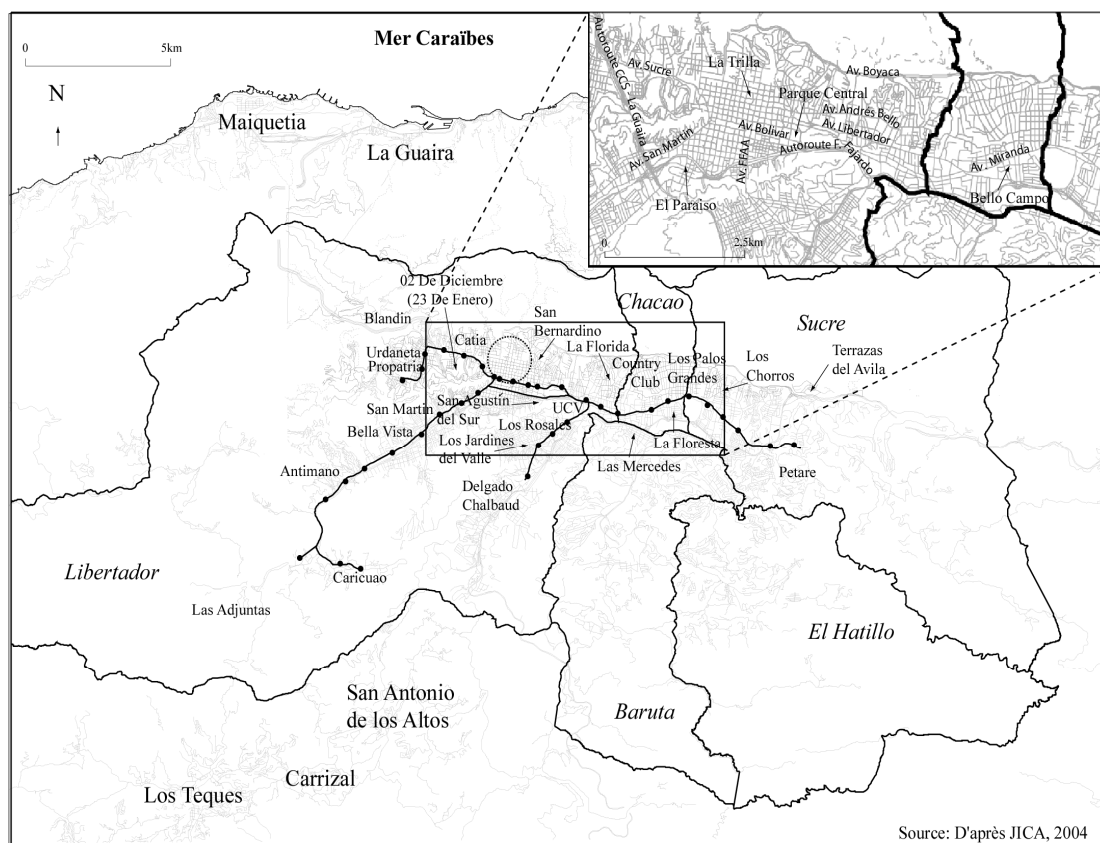 0
5km
Mer Caraïbes
N
Maiquetia
La Guaira
Autoroute CCS. La Guaira
Av. Sucre
La Trilla
Av. Boyaca
Parque Central
Av. Andrés Bello
Av. Libertador
Av. Bolivar
Av. San Martin
Av. FFAA
Autoroute F. Fajardo
Av. Miranda
El Paraïso
Bello Campo
0
2.5km
02 De Diciembre
(23 De Enero)
Blandin
Catia
San
Bernardino
Chacao
Sucre
Urdaneta
Propatria
La Florida
Country
Club
Los Palos
Grandes
Los
Chorros
Terrazas
del Avila
San Martin
San Agustin
del Sur
UCV
Bella Vista
Los Rosales
Los Jardines
del Valle
La Floresta
Las Mercedes
Antimano
Delgado
Chalbaud
Petare
Libertador
Caricuao
Las Adjuntas
El Hatillo
San Antonio
de los Altos
Baruta
Carrizal
Los Teques
Source: D'après JICA, 2004